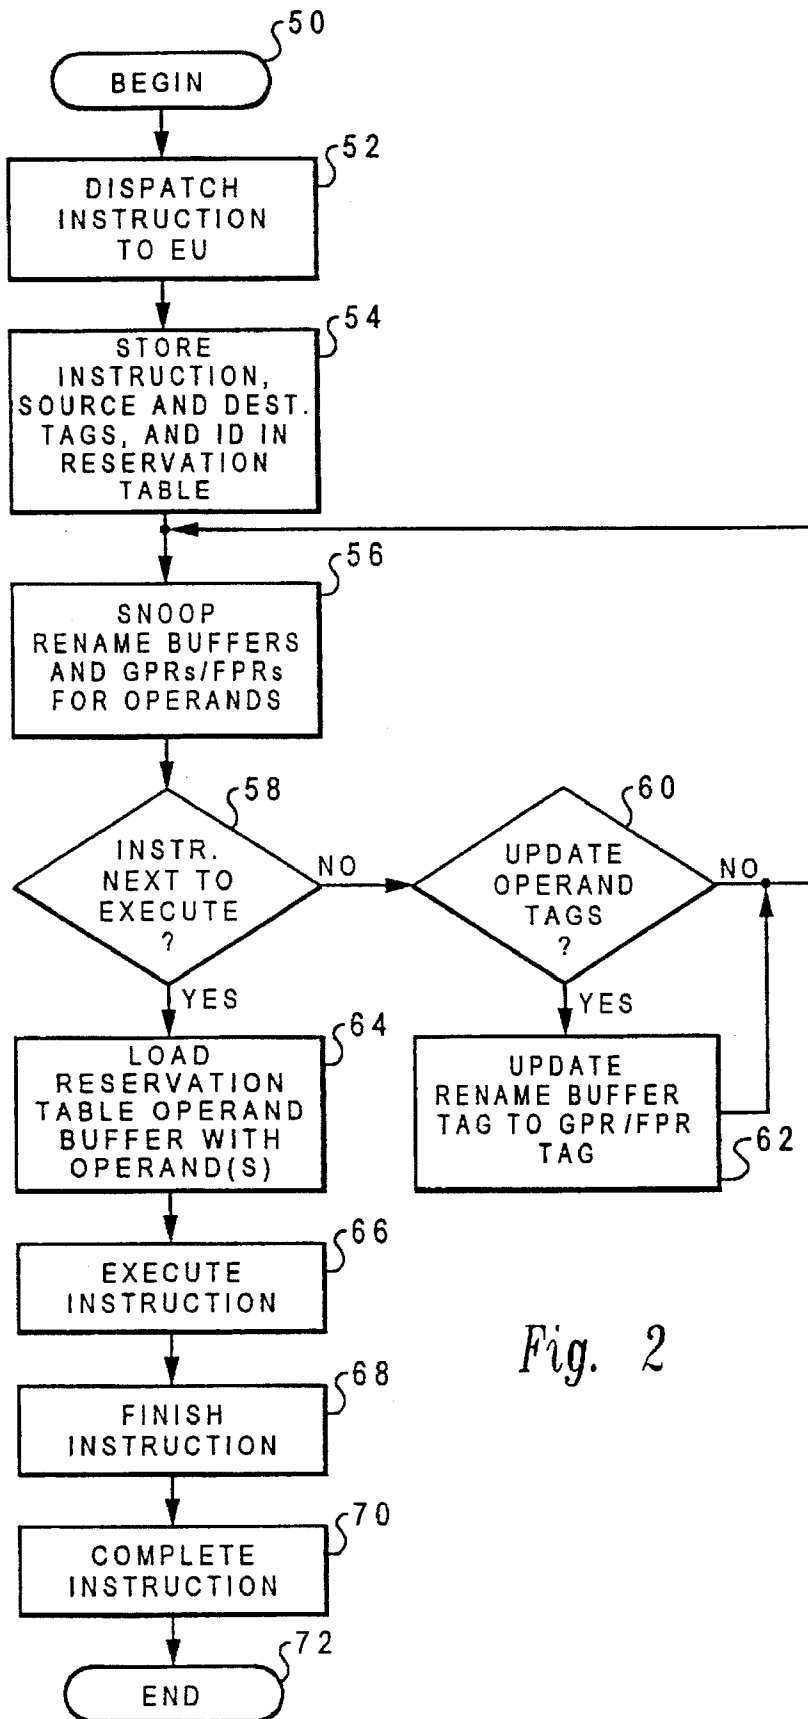 50
BEGIN
52
DISPATCH
INSTRUCTION
TO EU
54
STORE
INSTRUCTION,
SOURCE AND DEST.
TAGS, AND ID IN
RESERVATION
TABLE
56
SNOOP
RENAME BUFFERS
AND GPRs/FPRs
FOR OPERANDS
58
INSTR.
NEXT TO
EXECUTE
?
NO
60
UPDATE
OPERAND
TAGS
?
NO
YES
YES
64
LOAD
RESERVATION
TABLE OPERAND
BUFFER WITH
OPERAND(S)
UPDATE
RENAME BUFFER
TAG TO GPR/FPR
TAG
62
66
EXECUTE
INSTRUCTION
68
FINISH
INSTRUCTION
70
COMPLETE
INSTRUCTION
72
END
Fig. 2